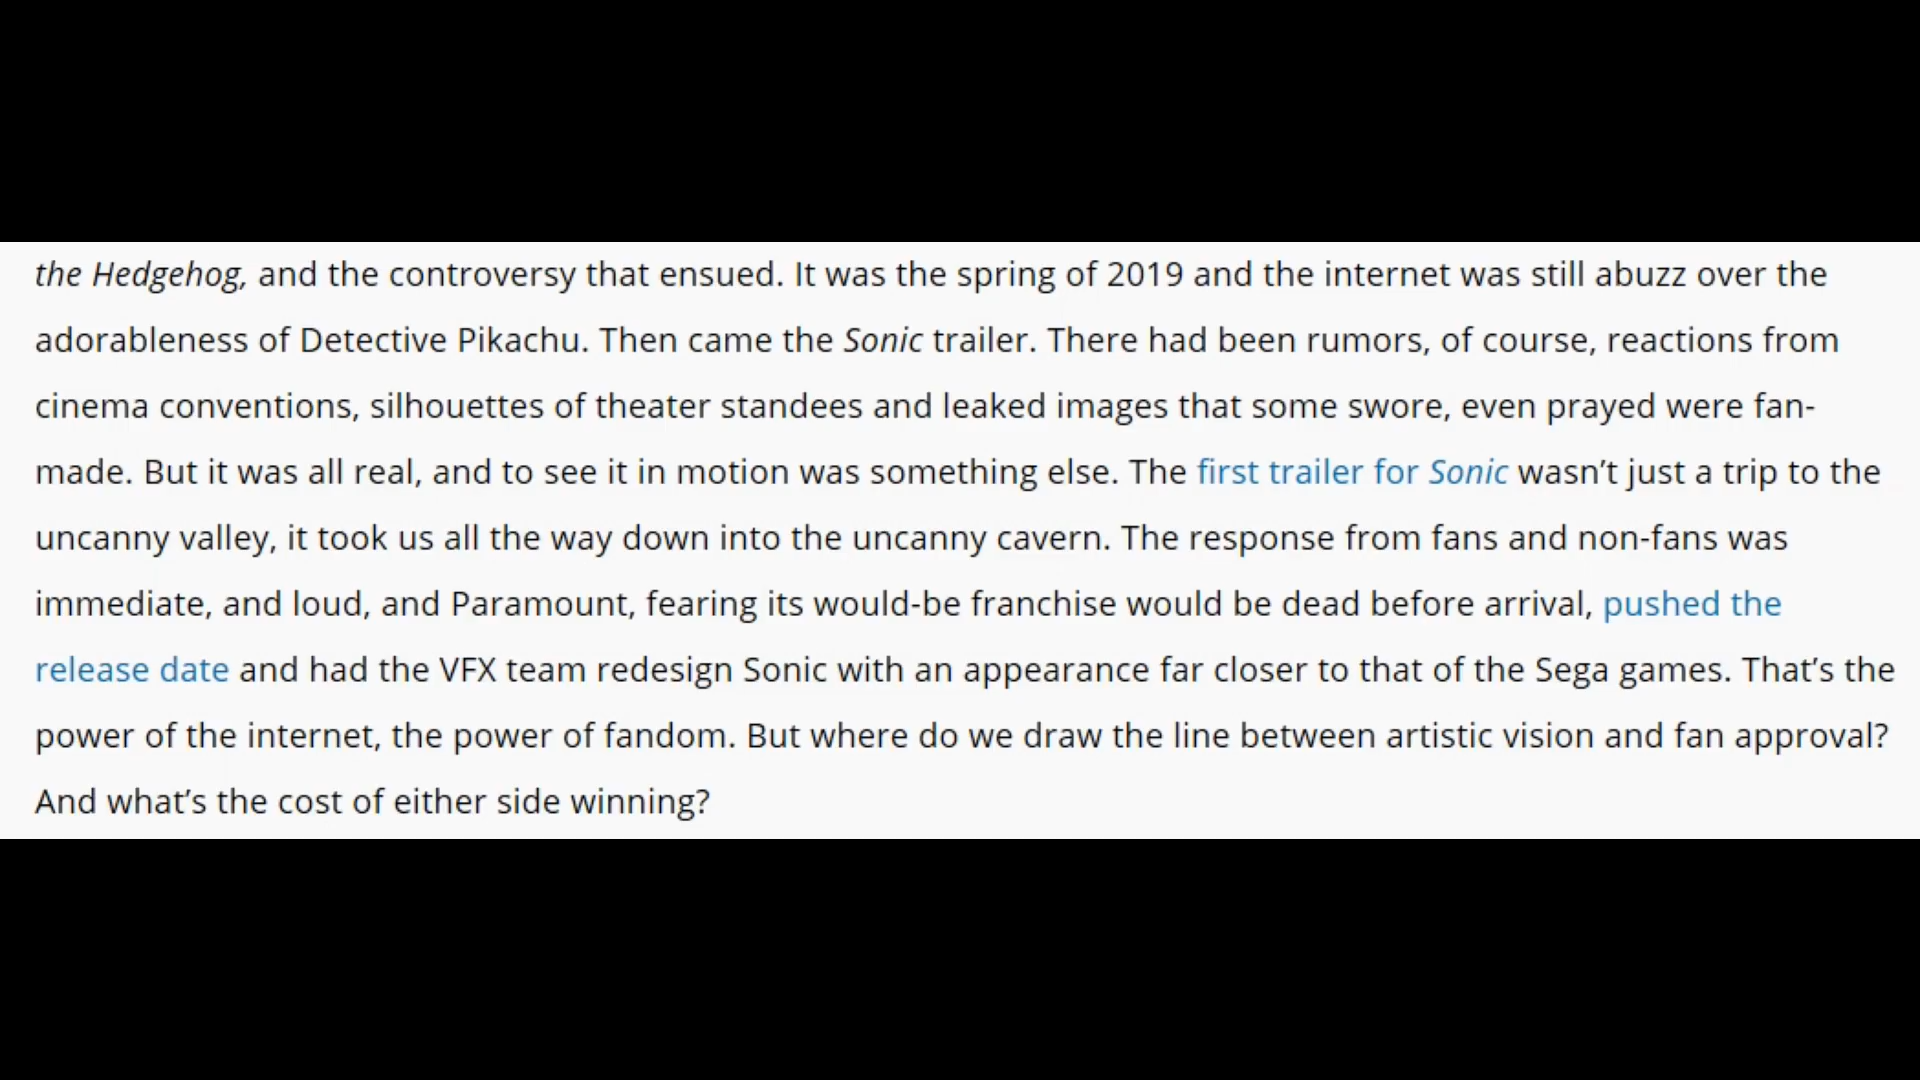 the Hedgehog, and the controversy that ensued. It was the spring of 2019 and the internet was still abuzz over the
adorableness of Detective Pikachu. Then came the Sonic trailer. There had been rumors, of course, reactions from
cinema conventions, silhouettes of theater standees and leaked images that some swore, even prayed were fan-
made. But it was all real, and to see it in motion was something else. The first trailer for Sonic wasn’t just a trip to the
uncanny valley, it took us all the way down into the uncanny cavern. The response from fans and non-fans was
immediate, and loud, and Paramount, fearing its would-be franchise would be dead before arrival, pushed the
release date and had the VFX team redesign Sonic with an appearance far closer to that of the Sega games. That’s the
power of the internet, the power of fandom. But where do we draw the line between artistic vision and fan approval?
And what’s the cost of either side winning?